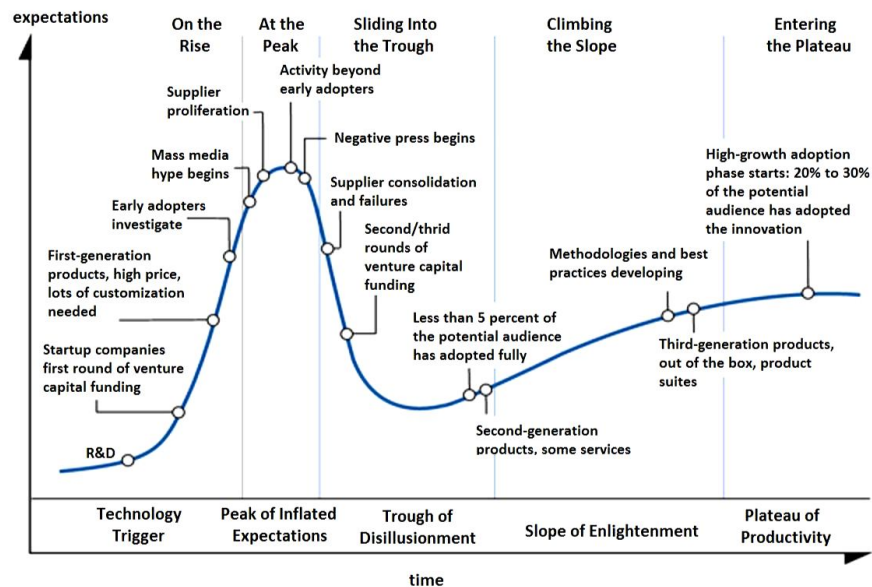 expectations
On the
Rise
At the
Peak
Sliding Into
the Trough
Climbing
the Slope
Entering
the Plateau
Activity beyond
early adopters
Supplier
proliferation
Negative press begins
Mass media
hype begins
High-growth adoption
phase starts: 20% to 30%
of the potential
audience has adopted
the innovation
Supplier consolidation
and failures
Early adopters
investigate
Second/thrid
rounds of
venture capital
funding
First-generation
products, high price,
lots of customization
needed
Methodologies and best
practices developing
Less than 5 percent of
the potential audience
has adopted fully
Startup companies
first round of venture
capital funding
Third-generation products,
out of the box, product
suites
R&D
Second-generation
products, some services
Technology
Trigger
Peak of Inflated
Expectations
Trough of
Disillusionment
Slope of Enlightenment
Plateau of
Productivity
time